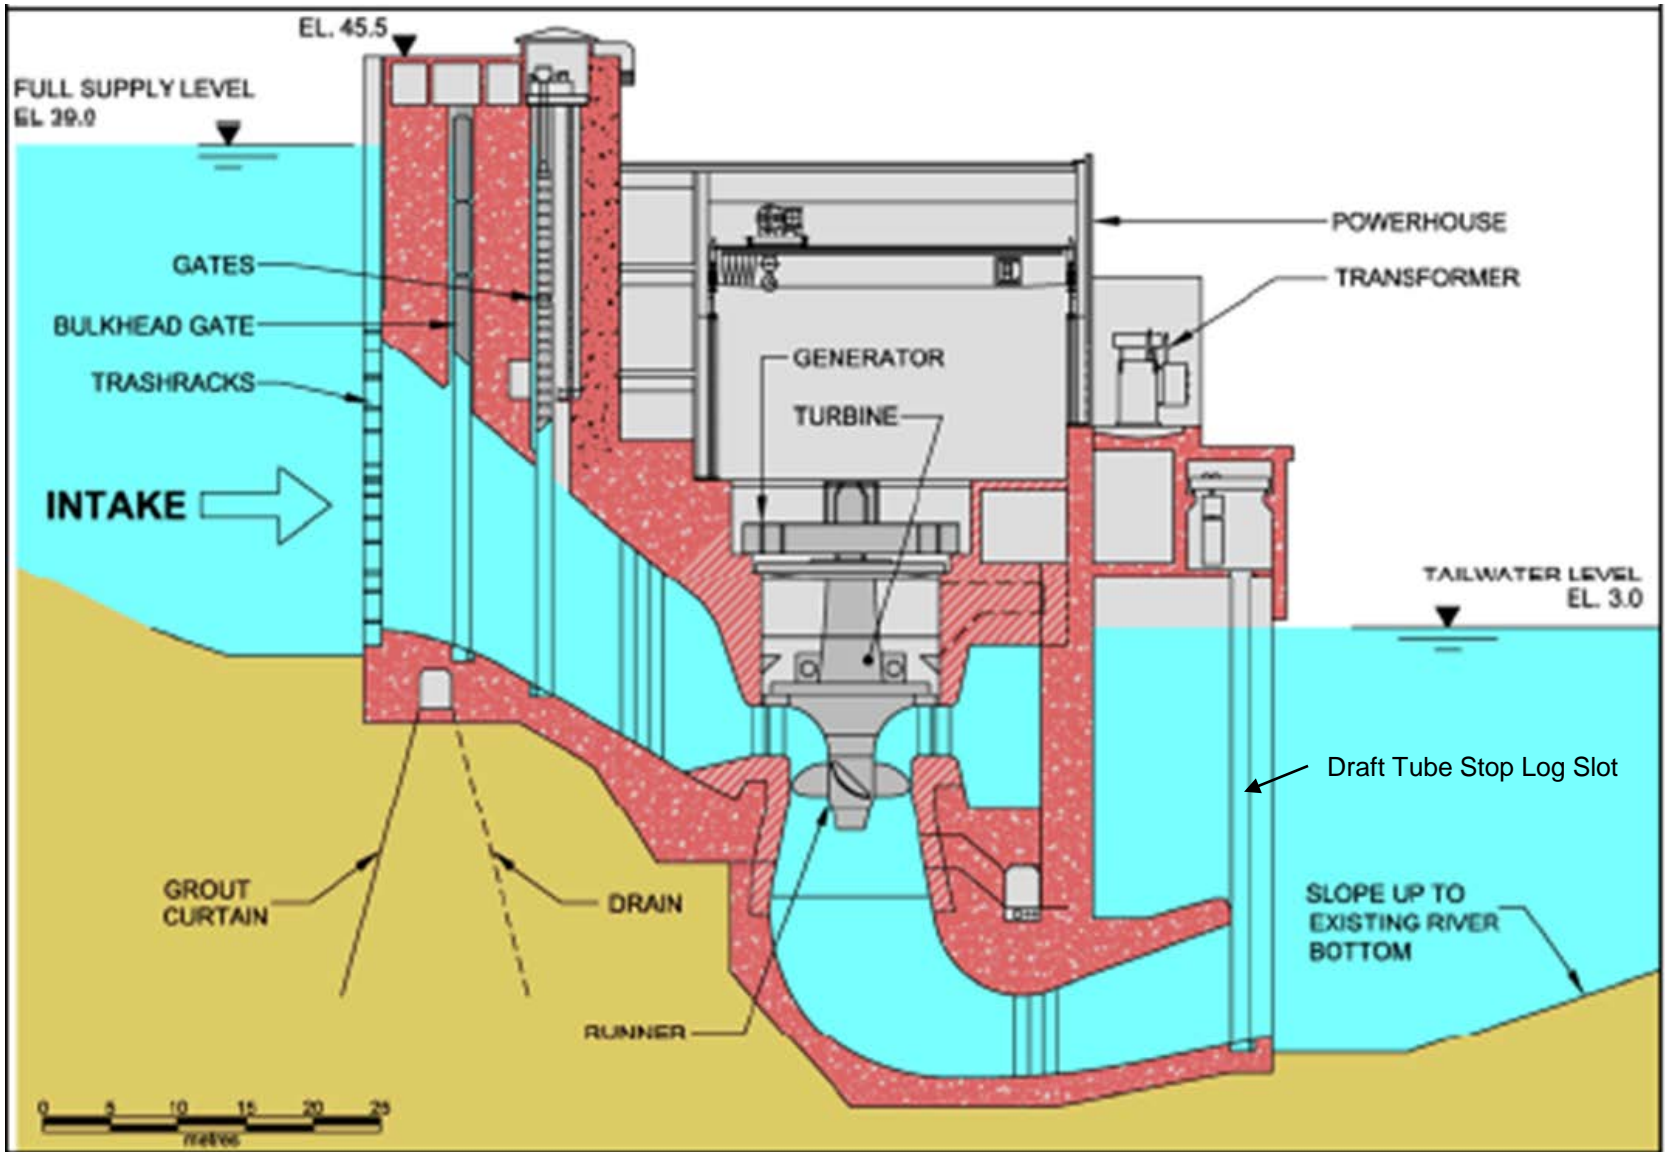 EL. 45.5
FULL SUPPLY LEVEL
EL 39.0
GATES
BULKHEAD GATE
TRASHRACKS
INTAKE
POWERHOUSE
TRANSFORMER
GENERATOR
TURBINE
TAILWATER LEVEL
EL. 3.0
Draft Tube Stop Log Slot
GROUT
CURTAIN
DRAIN
RUNNER
SLOPE UP TO
EXISTING RIVER
BOTTOM
0 5 10 15 20 25
metres